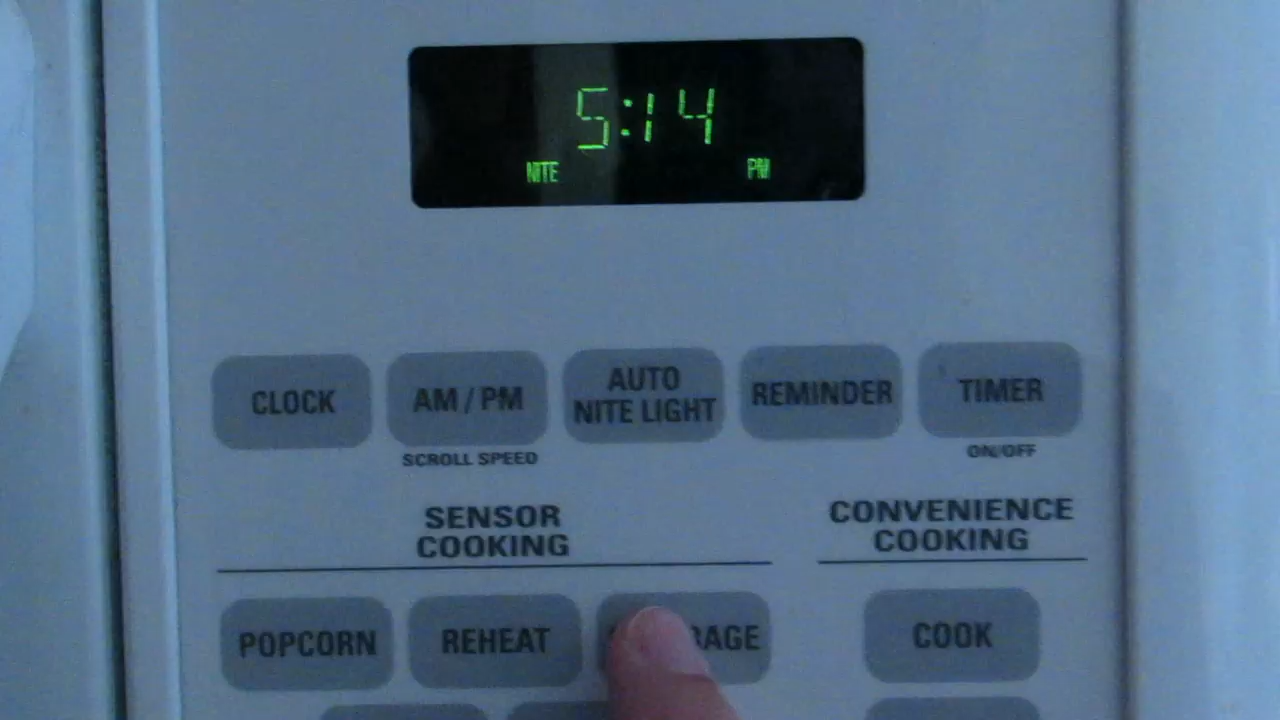 5:14
NITE PM
CLOCK AM/PM AUTO NITE LIGHT REMINDER TIMER
SCROLL SPEED ON/OFF
SENSOR COOKING
CONVENIENCE COOKING
POPCORN REHEAT COOK